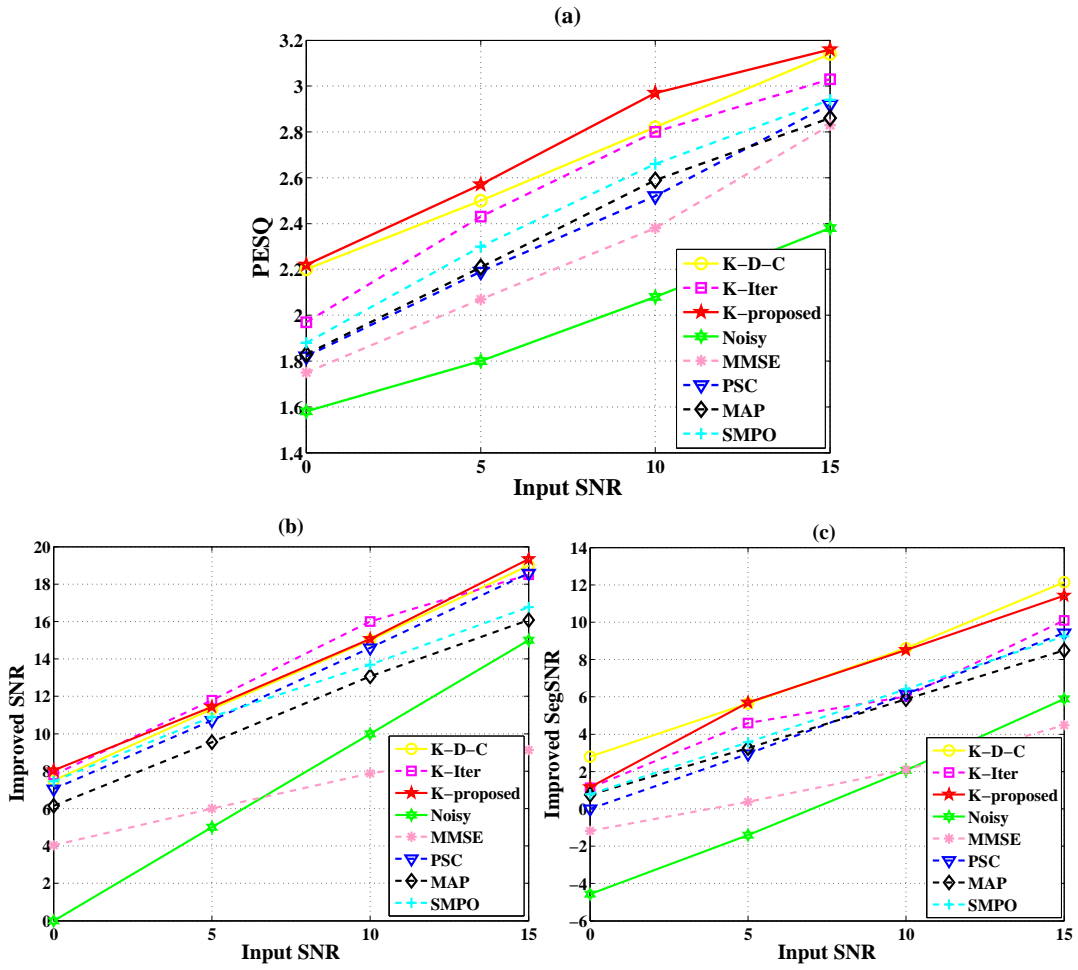 (a)
3.2
3
2.8
2.6
2.4
2.2
2
1.8
1.6
1.4
PESQ
0
5
10
15
Input SNR
K-D-C
K-Iter
K-proposed
Noisy
MMSE
PSC
MAP
SMPO
(b)
20
18
16
14
12
10
8
6
4
2
0
Improved SNR
0
5
10
15
Input SNR
K-D-C
K-Iter
K-proposed
Noisy
MMSE
PSC
MAP
SMPO
(c)
14
12
10
8
6
4
2
0
−2
−4
−6
Improved SegSNR
0
5
10
15
Input SNR
K-D-C
K-Iter
K-proposed
Noisy
MMSE
PSC
MAP
SMPO